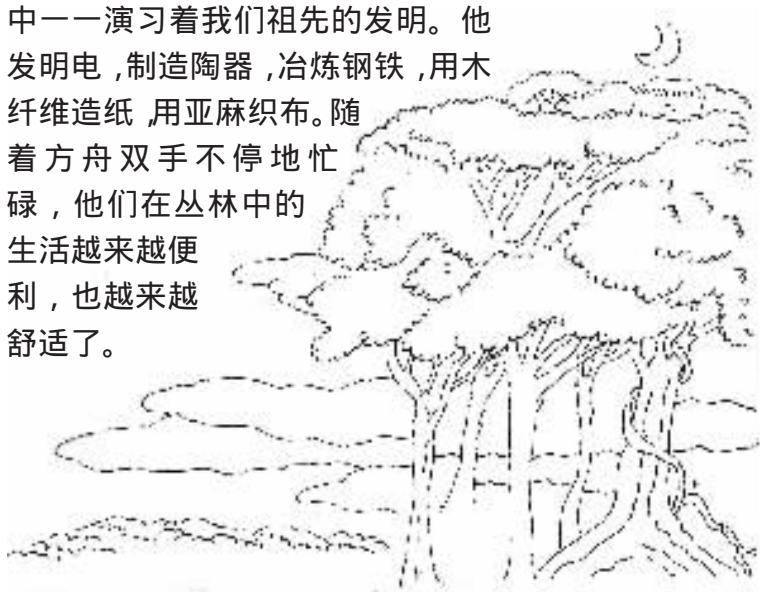 中一一演习着我们祖先的发明。他
发明电,制造陶器,冶炼钢铁,用木
纤维造纸,用亚麻织布。随
着方舟双手不停地忙
碌,他们在丛林中的
生活越来越便
利,也越来越
舒适了。